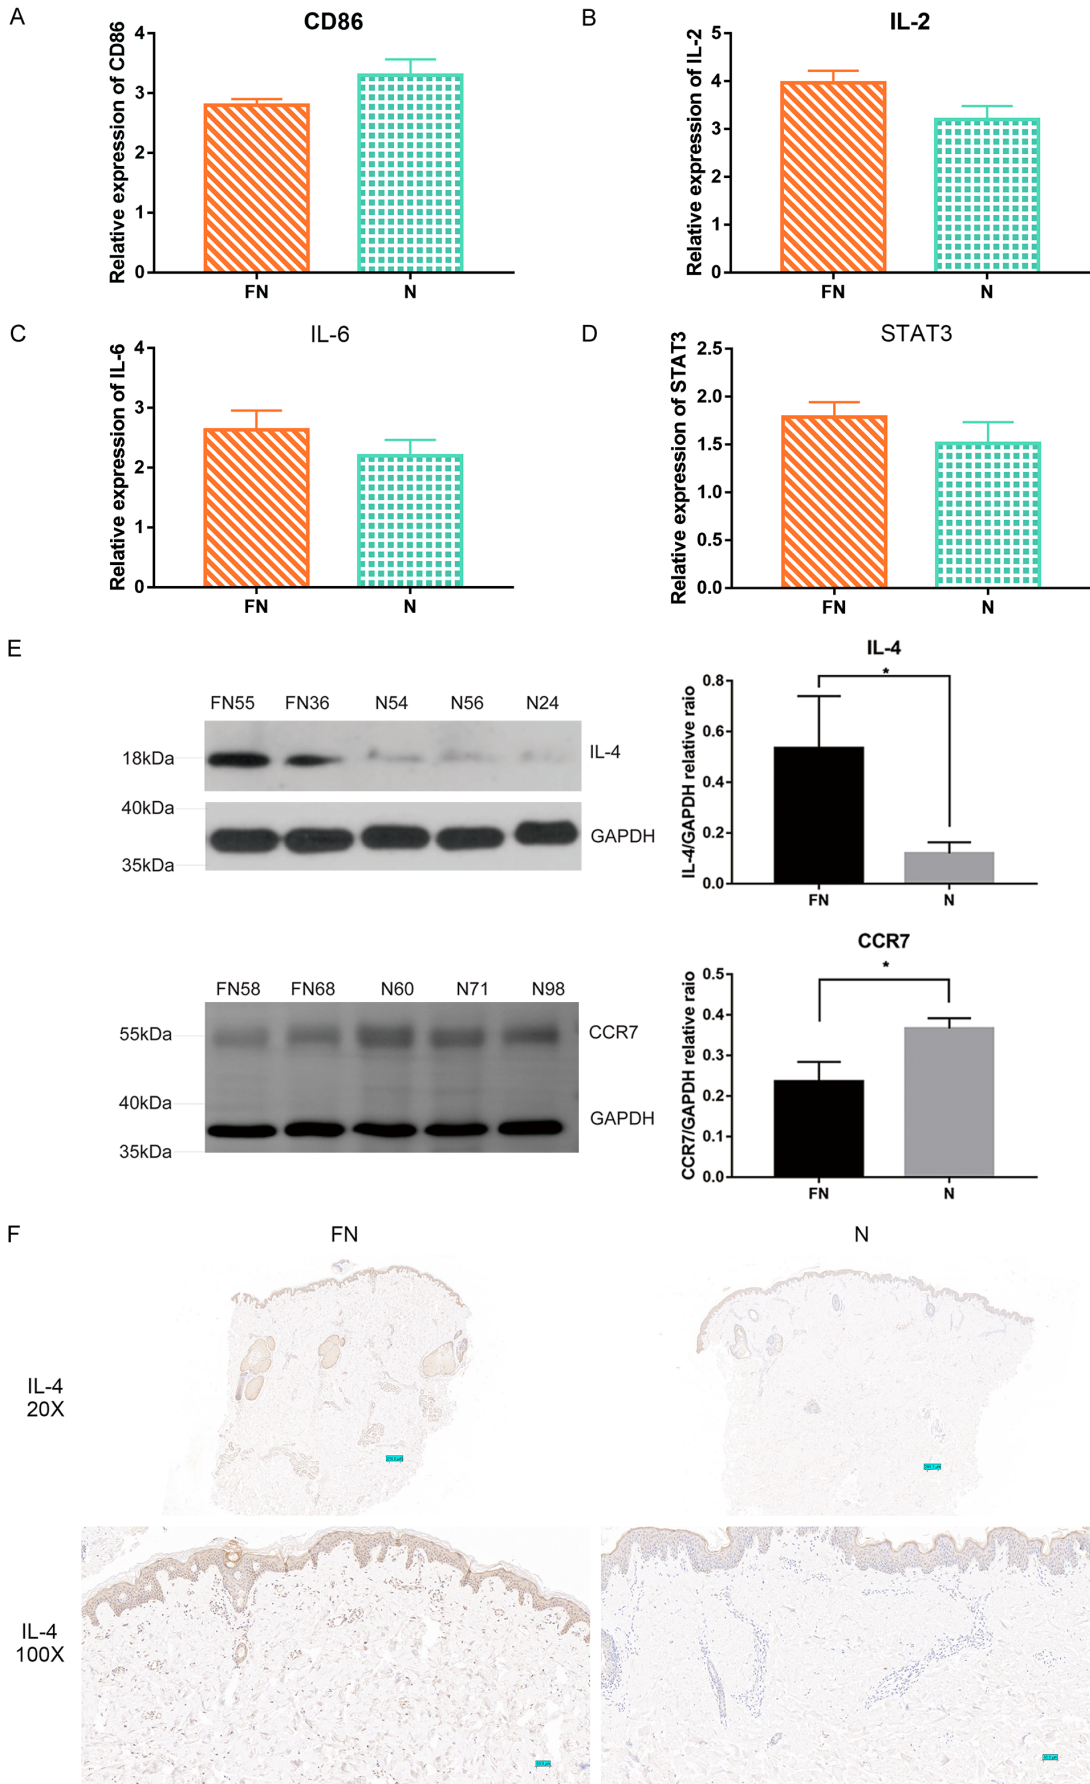 A
CD86
Relative expression of CD86
4
3
2
1
0
FN
N
B
IL-2
Relative expression of IL-2
5
4
3
2
1
0
FN
N
C
IL-6
Relative expression of IL-6
4
3
2
1
0
FN
N
D
STAT3
Relative expression of STAT3
2.5
2.0
1.5
1.0
0.5
0.0
FN
N
E
FN55 FN36 N54 N56 N24
18kDa
IL-4
40kDa
GAPDH
35kDa
IL-4
*
IL-4/GAPDH relative raio
0.8
0.6
0.4
0.2
0.0
FN
N
FN58 FN68 N60 N71 N98
55kDa
CCR7
40kDa
GAPDH
35kDa
CCR7
*
CCR7/GAPDH relative raio
0.5
0.4
0.3
0.2
0.1
0.0
FN
N
F
FN
N
IL-4
20X
IL-4
100X